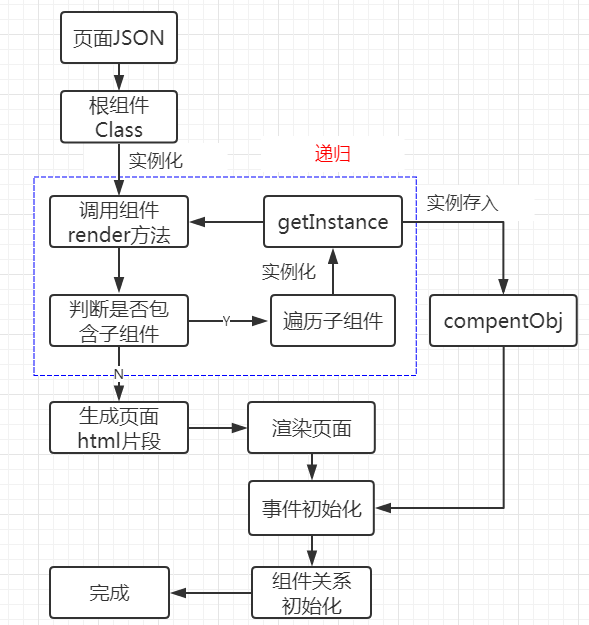 页面JSON
根组件
Class
实例化
递归
调用组件
render方法
getInstance
实例存入
实例化
判断是否包
含子组件
Y
遍历子组件
compentObj
N
生成页面
html片段
渲染页面
事件初始化
组件关系
初始化
完成